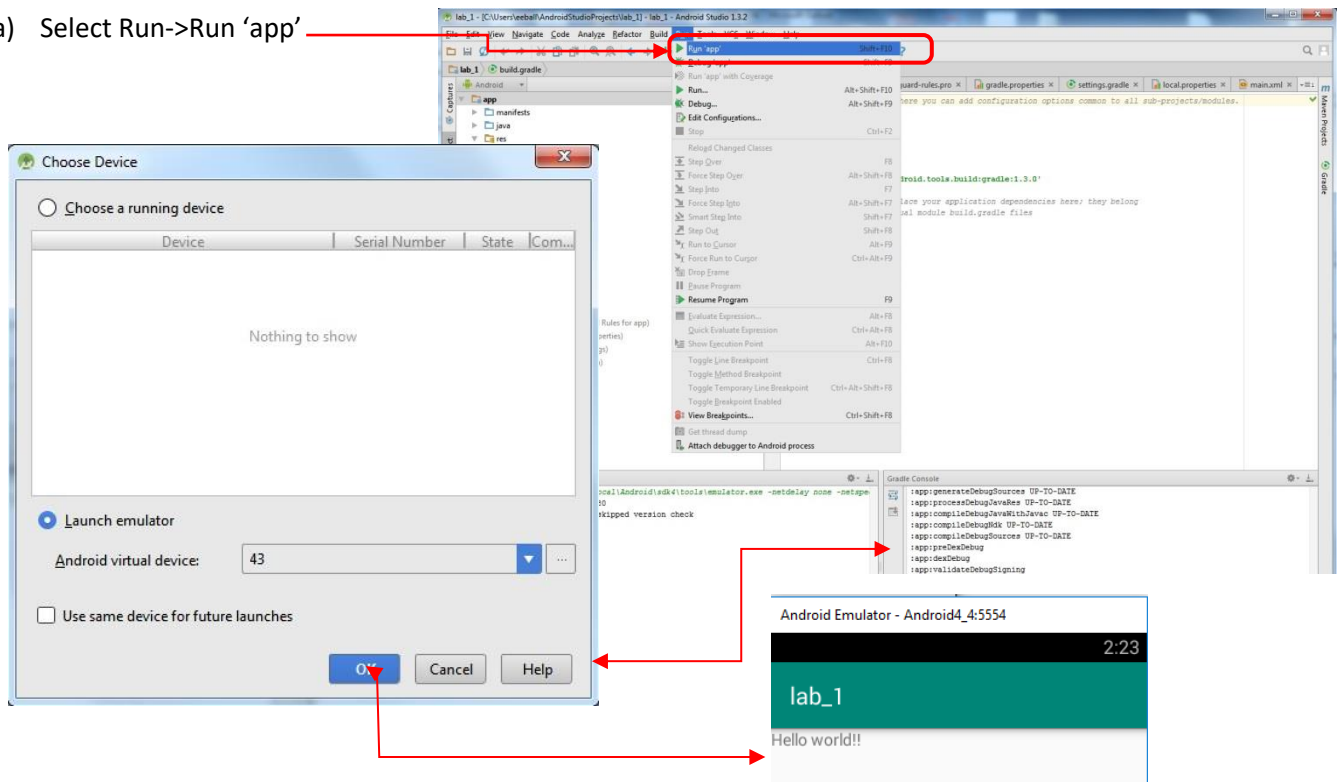 a) Select Run->Run ‘app’
lab_1 - [C:\Users\eeball\AndroidStudioProjects\lab_1] - lab_1 - Android Studio 1.3.2
File Edit View Navigate Code Analyze Refactor Build
lab_1 build.gradle
Android
Captures
app
manifests
java
res
Run 'app' Shift+F10
Debug 'app'
Run 'app' with Coverage
Run... Alt+Shift+F10
Debug... Alt+Shift+F9
Edit Configurations...
Stop Ctrl+F2
Reload Changed Classes
Step Over F8
Force Step Over Alt+Shift+F8
Step Into F7
Force Step Into Alt+Shift+F7
Smart Step Into Shift+F7
Step Out Shift+F8
Run to Cursor Alt+F9
Force Run to Cursor Ctrl+Alt+F9
Drop Frame
Pause Program
Resume Program F9
Evaluate Expression... Alt+F8
Quick Evaluate Expression Ctrl+Alt+F8
Show Execution Point Alt+F10
Toggle Line Breakpoint Ctrl+F8
Toggle Method Breakpoint
Toggle Temporary Line Breakpoint Ctrl+Alt+Shift+F8
Toggle Breakpoint Enabled
View Breakpoints... Ctrl+Shift+F8
Get thread dump
Attach debugger to Android process
uard-rules.pro gradle.properties settings.gradle local.properties main.xml
here you can add configuration options common to all sub-projects/modules.
droid.tools.build:gradle:1.3.0'
lace your application dependencies here; they belong
ual module build.gradle files
Maven Projects
Gradle
Rules for app)
perties)
gs)
ocal\Android\sdk4\tools\emulator.exe -netdelay none -netspe
skipped version check
Gradle Console
:app:generateDebugSources UP-TO-DATE
:app:processDebugJavaRes UP-TO-DATE
:app:compileDebugJavaWithJavac UP-TO-DATE
:app:compileDebugNdk UP-TO-DATE
:app:compileDebugSources UP-TO-DATE
:app:preDexDebug
:app:dexDebug
:app:validateDebugSigning
Choose Device
Choose a running device
Device Serial Number State Com...
Nothing to show
Launch emulator
Android virtual device: 43 ...
Use same device for future launches
OK Cancel Help
Android Emulator - Android4_4:5554
2:23
lab_1
Hello world!!